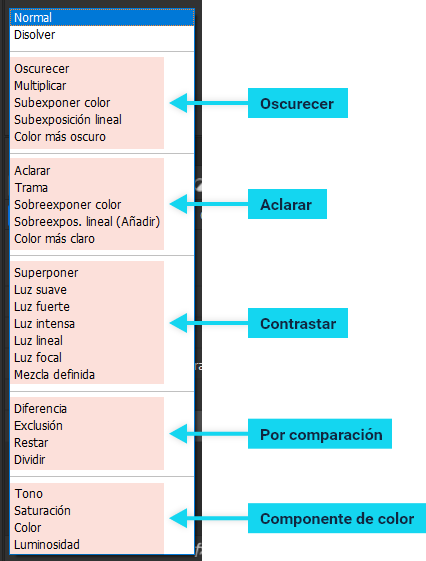 Normal
Disolver
Oscurecer
Multiplicar
Subexponer color
Subexposición lineal
Color más oscuro
Oscurecer
Aclarar
Trama
Sobreexponer color
Sobreexpos. lineal (Añadir)
Color más claro
Aclarar
Superponer
Luz suave
Luz fuerte
Luz intensa
Luz lineal
Luz focal
Mezcla definida
Contrastar
Diferencia
Exclusión
Restar
Dividir
Por comparación
Tono
Saturación
Color
Luminosidad
Componente de color